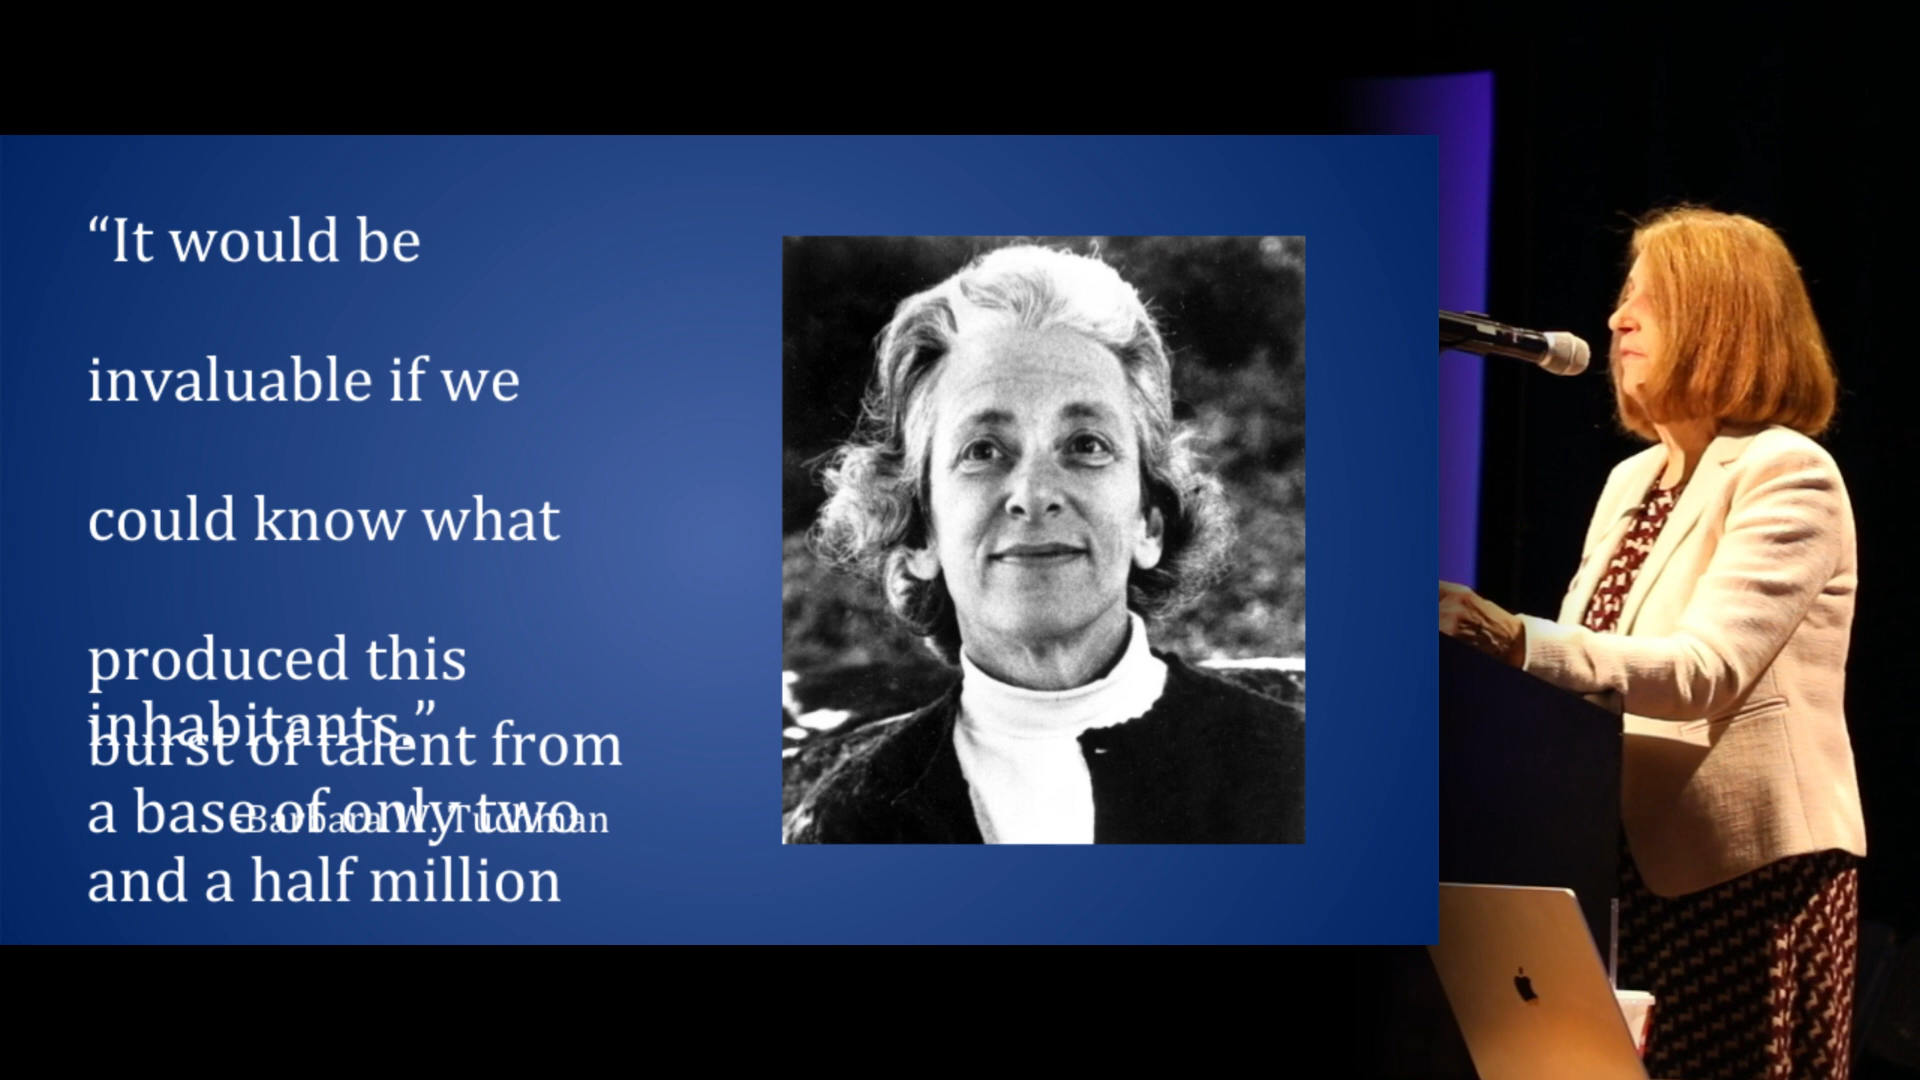 “It would be
invaluable if we
could know what
produced this
burst of talent from
a base of only two
and a half million
inhabitants.”
-Barbara W. Tuchman